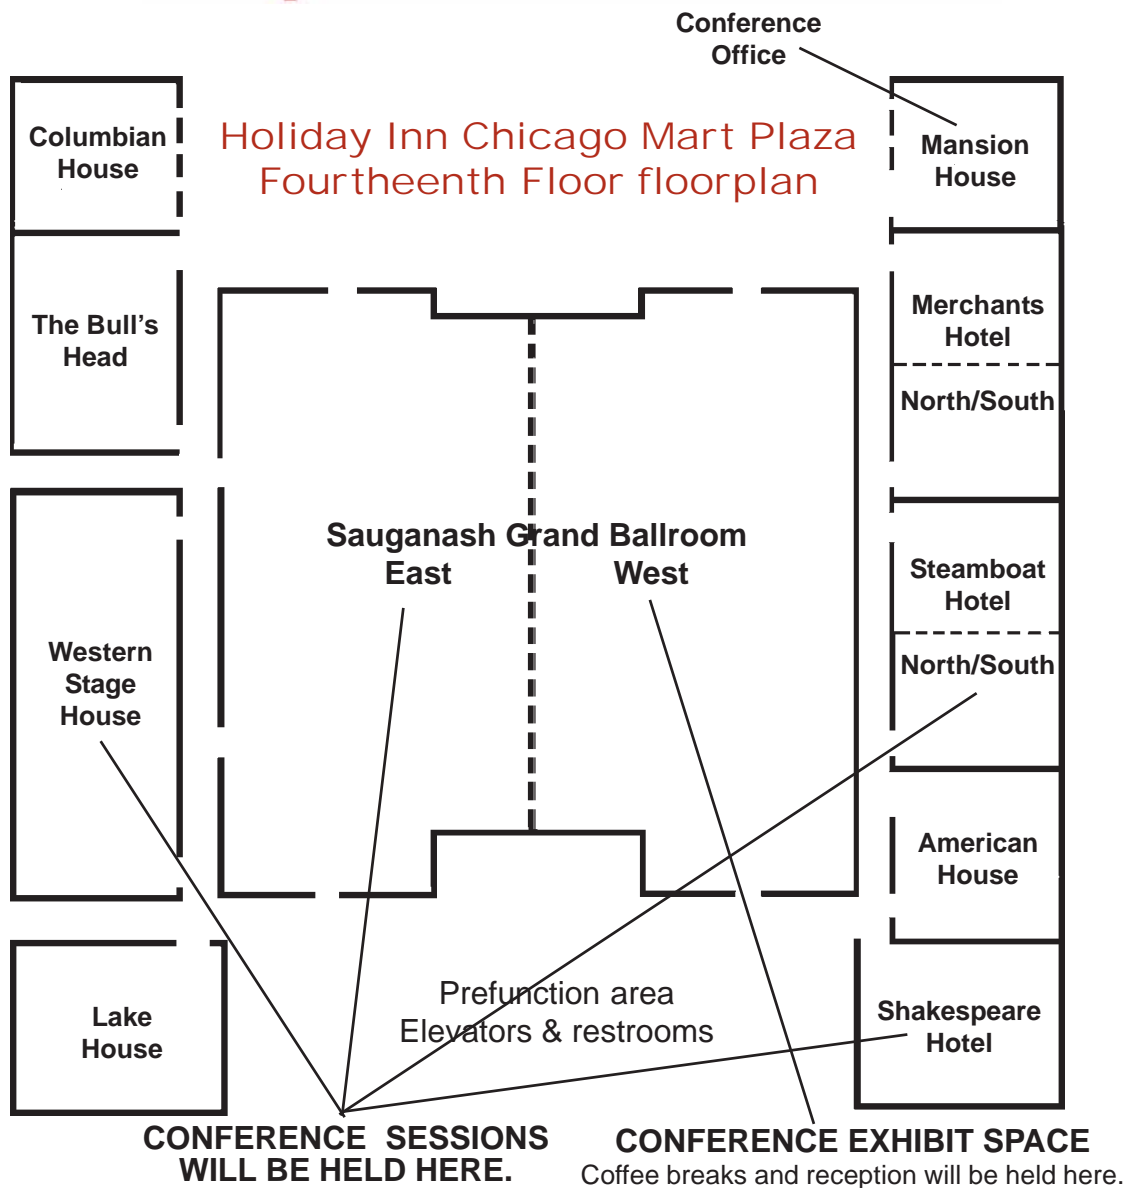 Conference
Office
Holiday Inn Chicago Mart Plaza
Fourtheenth Floor floorplan
Columbian
House
Mansion
House
The Bull's
Head
Merchants
Hotel
North/South
Sauganash Grand Ballroom
East West
Steamboat
Hotel
North/South
Western
Stage
House
American
House
Prefunction area
Elevators & restrooms
Lake
House
Shakespeare
Hotel
CONFERENCE SESSIONS
WILL BE HELD HERE.
CONFERENCE EXHIBIT SPACE
Coffee breaks and reception will be held here.